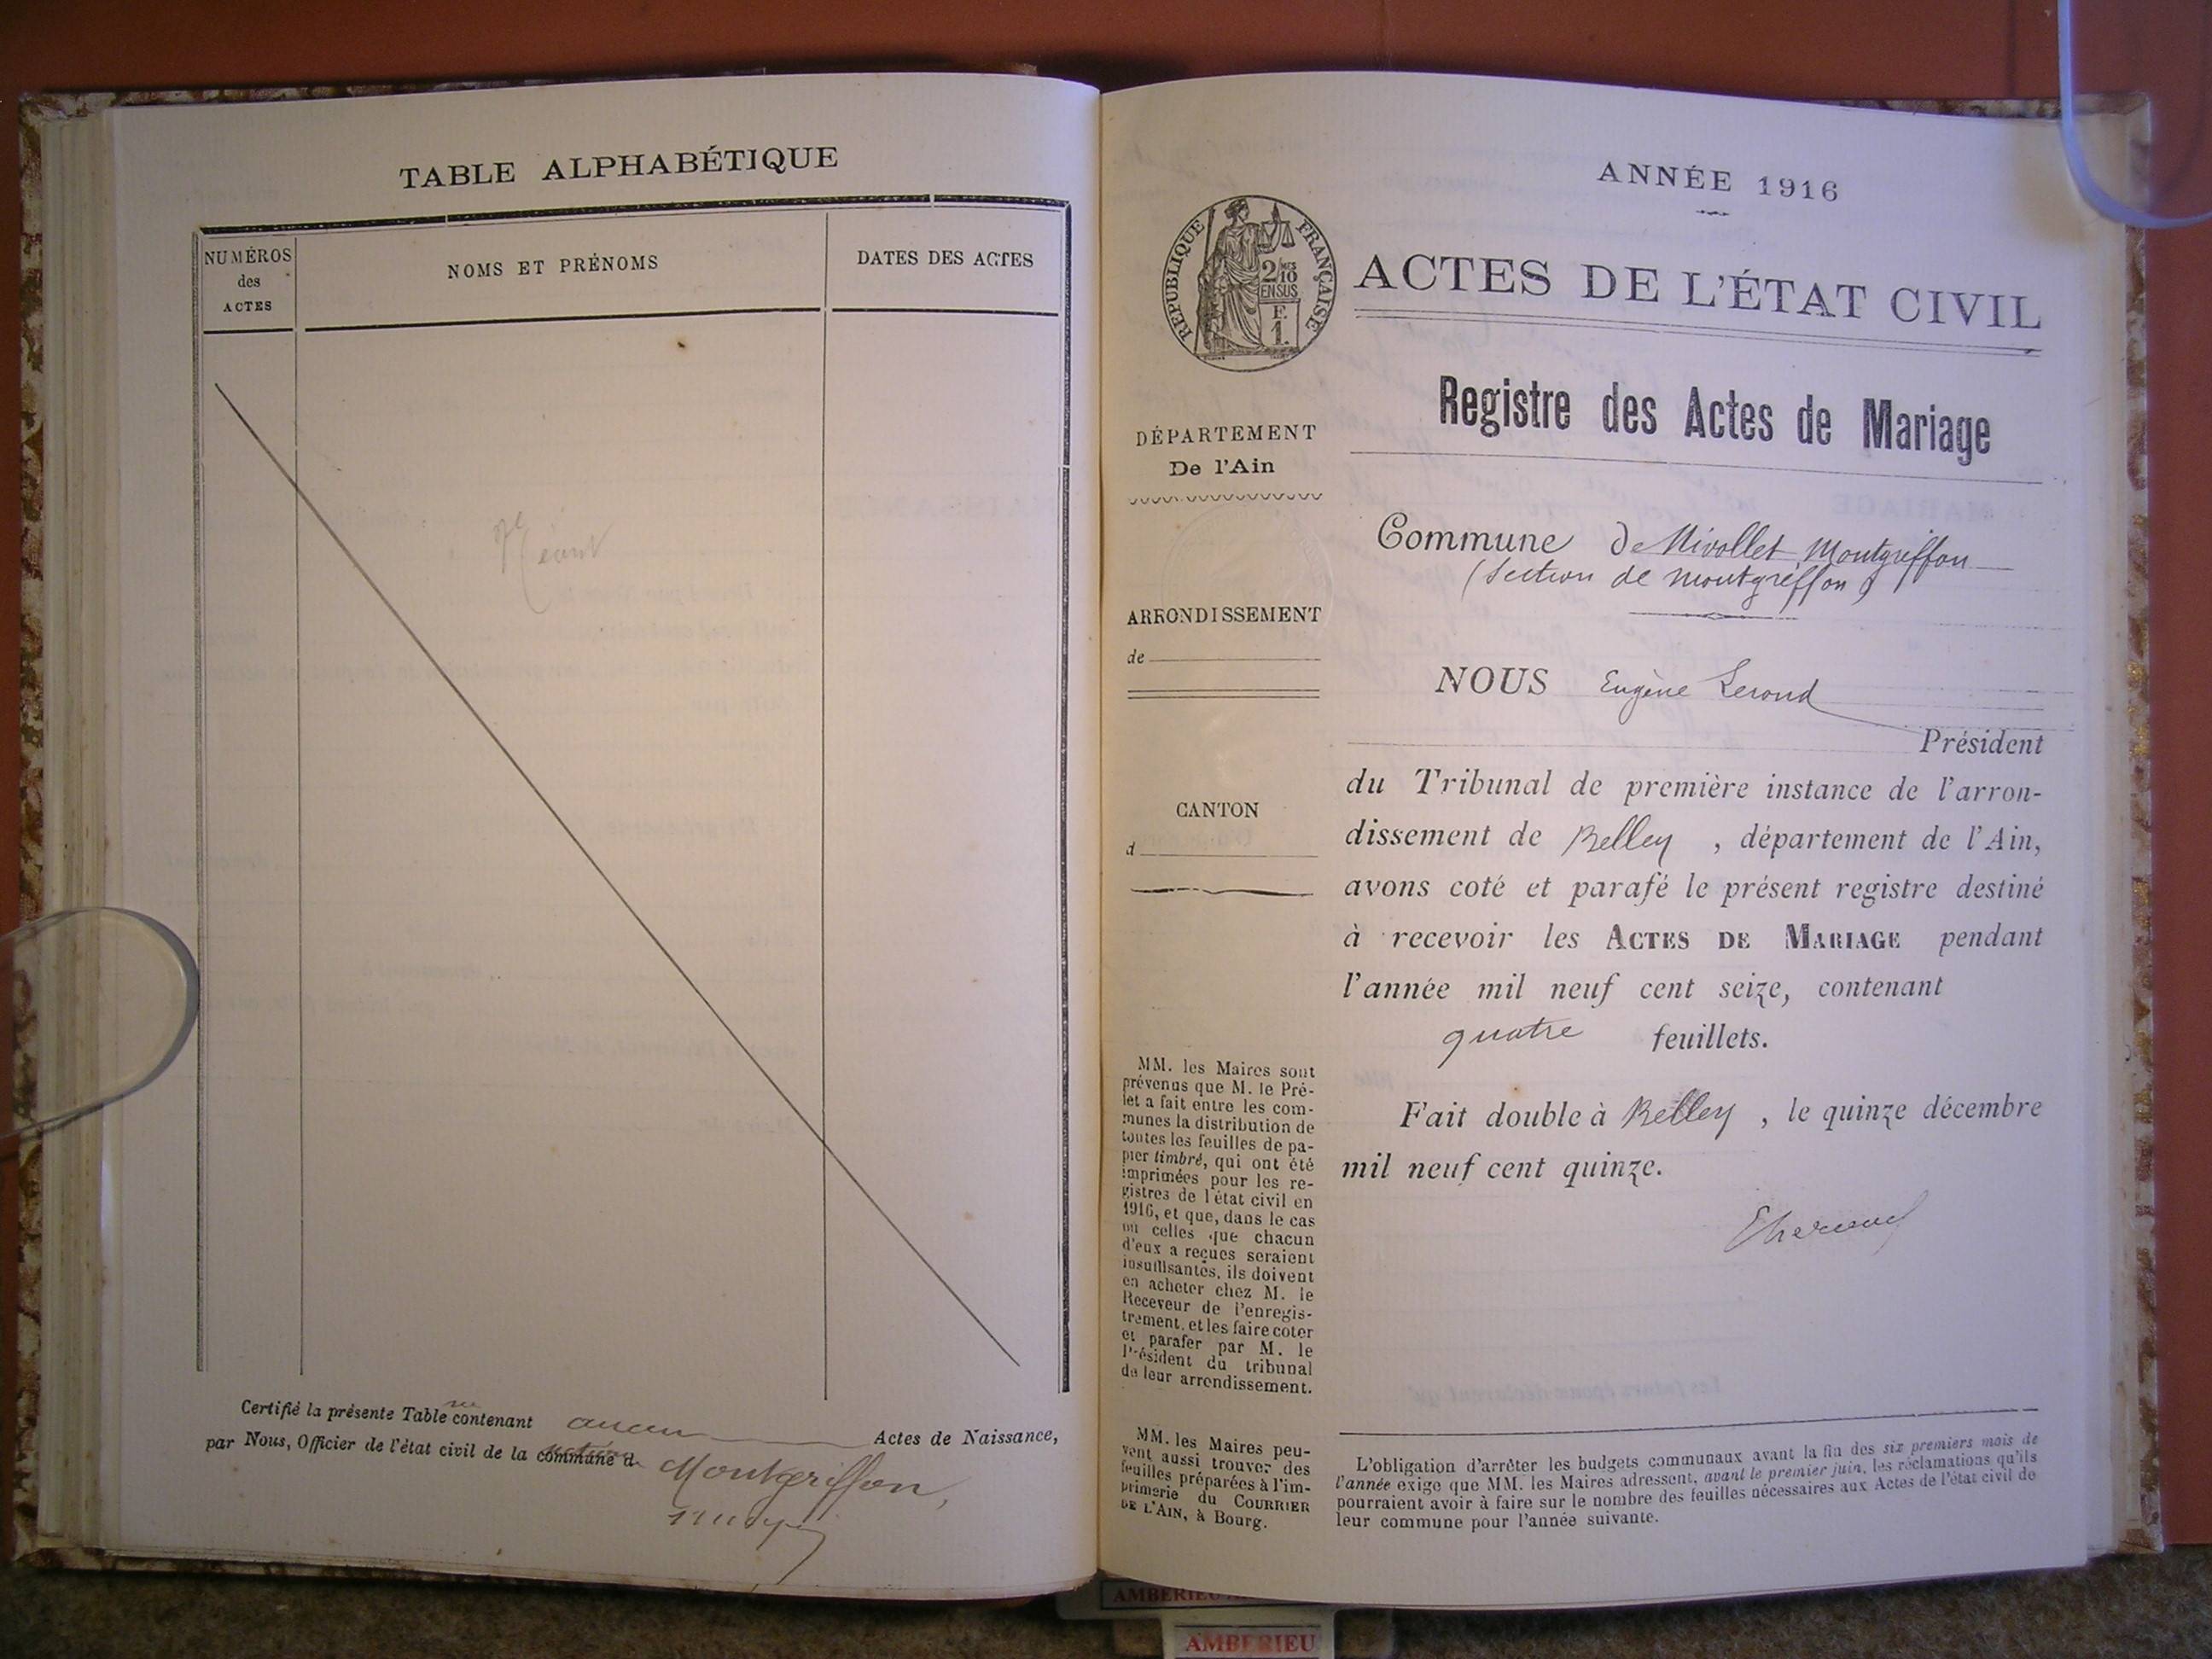 TABLE ALPHABÉTIQUE
NUMÉROS
des
ACTES
NOMS ET PRÉNOMS
DATES DES ACTES
Néant
Certifié la présente Table ne contenant aucun Actes de Naissance,
par Nous, Officier de l'état civil de la commune d
Montgriffon,
ANNÉE 1916
RÉPUBLIQUE FRANÇAISE
2/10 MES
EN SUS
F.
1.
ACTES DE L'ÉTAT CIVIL
Registre des Actes de Mariage
DÉPARTEMENT
De l'Ain
Commune de Nivollet Montgriffon
(Section de Montgriffon)
ARRONDISSEMENT
de
NOUS Eugène Lerond
Président
du Tribunal de première instance de l'arron-
dissement de Belley , département de l'Ain,
avons coté et parafé le présent registre destiné
à recevoir les ACTES DE MARIAGE pendant
l'année mil neuf cent seize, contenant
quatre feuillets.
Fait double à Belley , le quinze décembre
mil neuf cent quinze.
CANTON
d
MM. les Maires sont
prévenus que M. le Pré-
fet a fait entre les com-
munes la distribution de
toutes les feuilles de pa-
pier timbré, qui ont été
imprimées pour les re-
gistres de l'état civil en
1916, et que, dans le cas
où celles que chacun
d'eux a reçues seraient
insuffisantes, ils doivent
en acheter chez M. le
Receveur de l'enregis-
trement, et les faire coter
et parafer par M. le
Président du tribunal
de leur arrondissement.
MM. les Maires peu-
vent aussi trouver des
feuilles préparées à l'im-
primerie du COURRIER
DE L'AIN, à Bourg.
L'obligation d'arrêter les budgets communaux avant la fin des six premiers mois de
l'année exige que MM. les Maires adressent, avant le premier juin, les réclamations qu'ils
pourraient avoir à faire sur le nombre des feuilles nécessaires aux Actes de l'état civil de
leur commune pour l'année suivante.
AMBERIEU
AMBERIEU